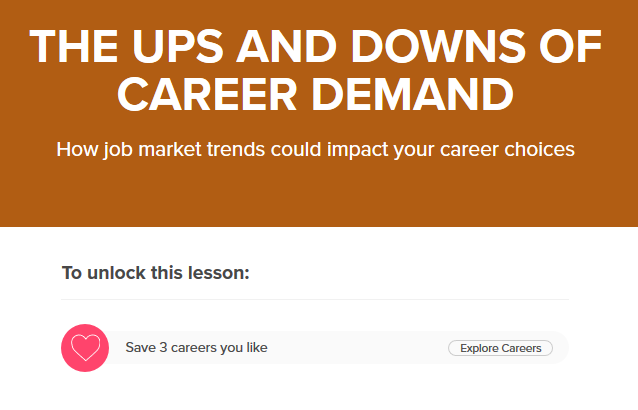 THE UPS AND DOWNS OF
CAREER DEMAND
How job market trends could impact your career choices
To unlock this lesson:
Save 3 careers you like
Explore Careers